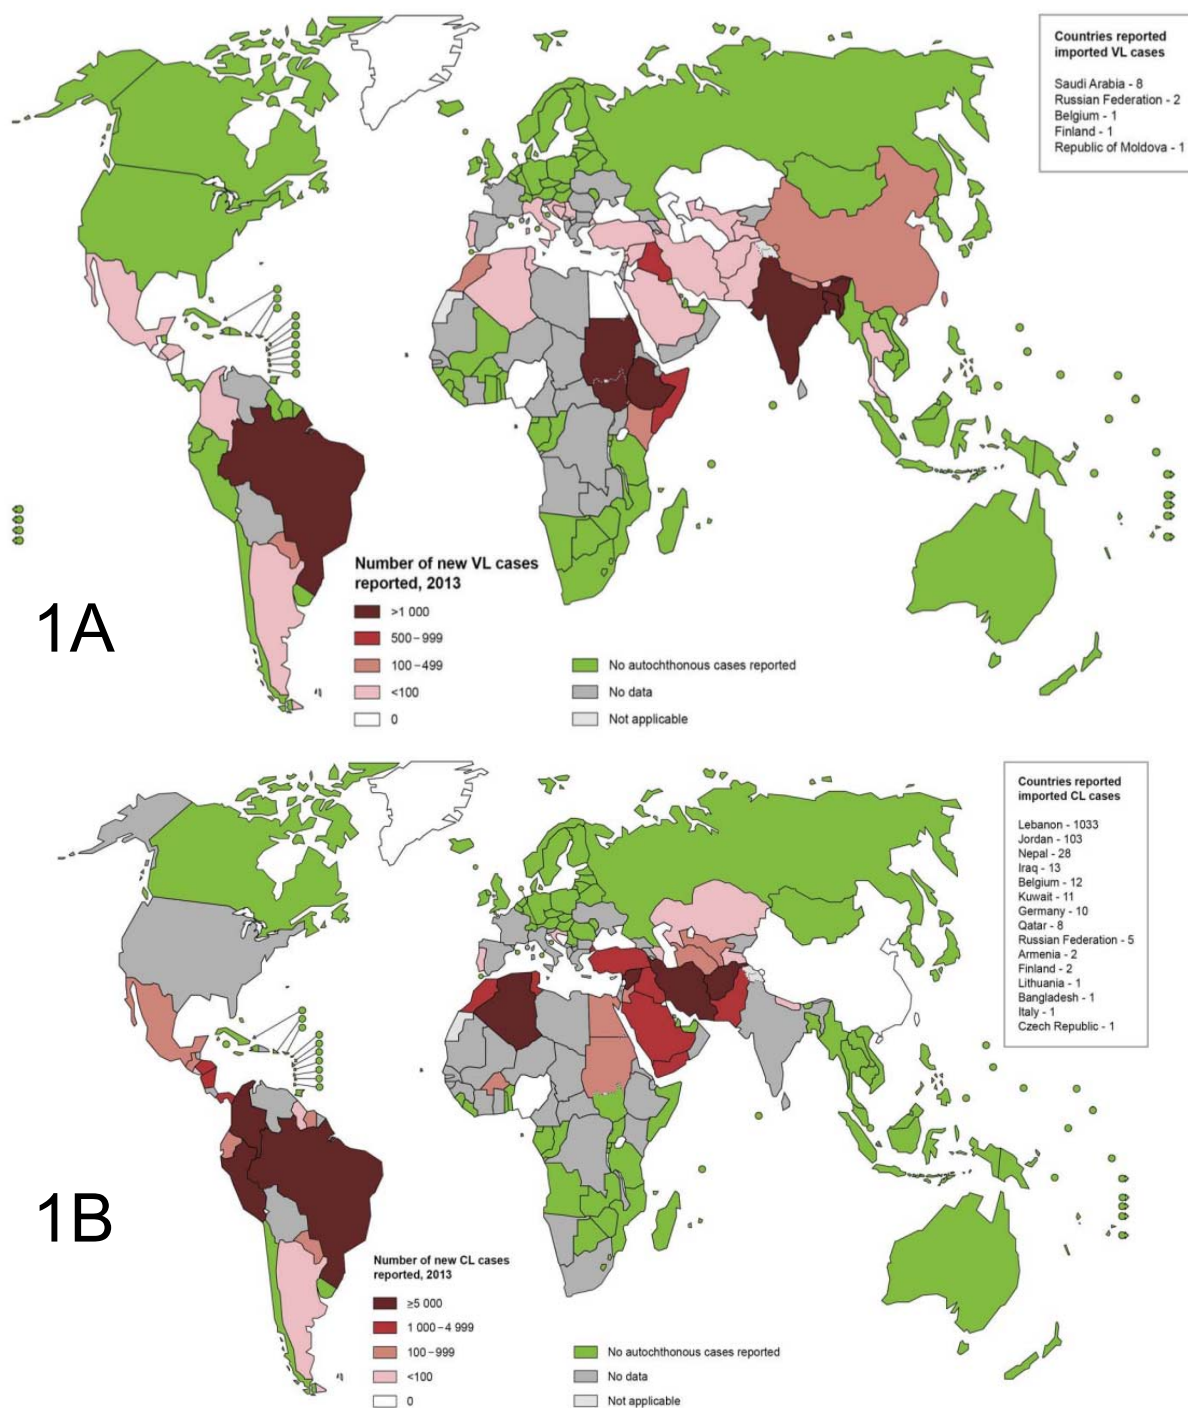 Countries reported
imported VL cases
Saudi Arabia - 8
Russian Federation - 2
Belgium - 1
Finland - 1
Republic of Moldova - 1
Number of new VL cases
reported, 2013
>1 000
500–999
100–499
<100
0
No autochthonous cases reported
No data
Not applicable
1A
Countries reported
imported CL cases
Lebanon - 1033
Jordan - 103
Nepal - 28
Iraq - 13
Belgium - 12
Kuwait - 11
Germany - 10
Qatar - 8
Russian Federation - 5
Armenia - 2
Finland - 2
Lithuania - 1
Bangladesh - 1
Italy - 1
Czech Republic - 1
1B
Number of new CL cases
reported, 2013
≥5 000
1 000–4 999
100–999
<100
0
No autochthonous cases reported
No data
Not applicable